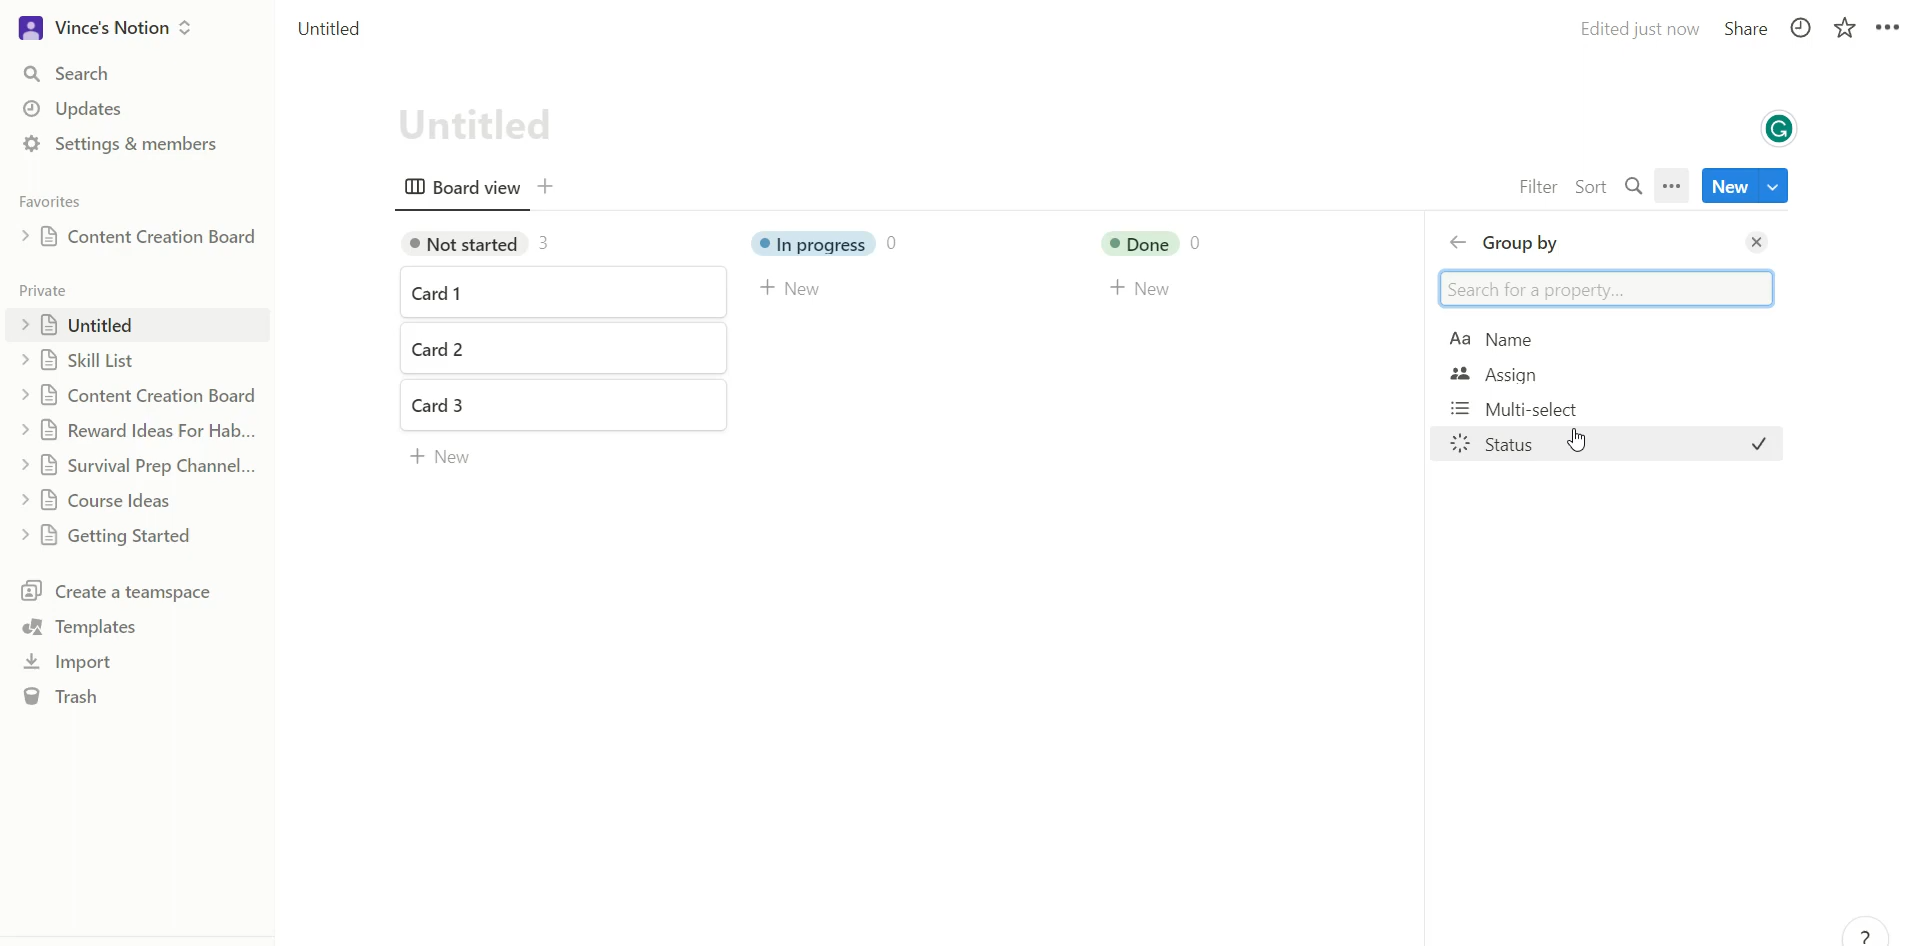 Vince's Notion
Search
Updates
Settings & members
Favorites
Content Creation Board
Private
Untitled
Skill List
Content Creation Board
Reward Ideas For Hab...
Survival Prep Channel...
Course Ideas
Getting Started
Create a teamspace
Templates
Import
Trash
Untitled
Edited just now Share
Untitled
Board view
Filter Sort New
Not started 3
Card 1
Card 2
Card 3
+ New
In progress 0
+ New
Done 0
+ New
Group by
Search for a property...
Aa Name
Assign
Multi-select
Status
?